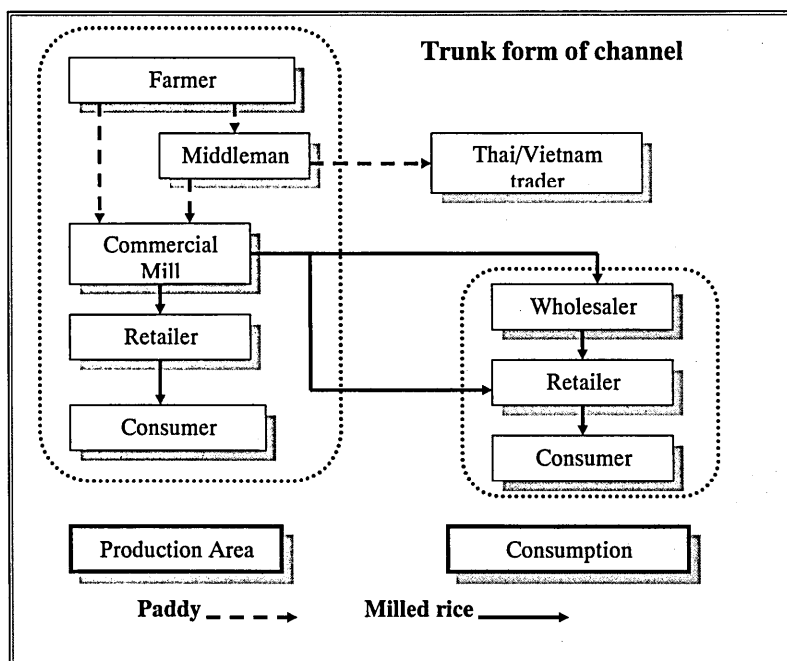 Trunk form of channel
Farmer
Middleman
Thai/Vietnam
trader
Commercial
Mill
Wholesaler
Retailer
Retailer
Consumer
Consumer
Production Area
Consumption
Paddy
Milled rice